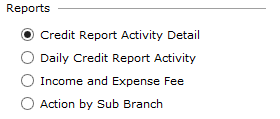 Reports
Credit Report Activity Detail
Daily Credit Report Activity
Income and Expense Fee
Action by Sub Branch